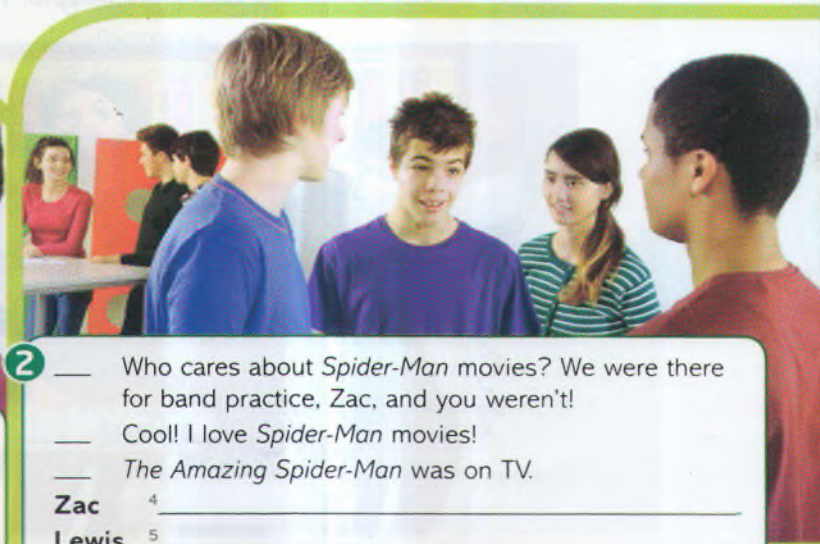 2 ___ Who cares about Spider-Man movies? We were there
for band practice, Zac, and you weren't!
___ Cool! I love Spider-Man movies!
___ The Amazing Spider-Man was on TV.
Zac 4 ___
Lewis 5